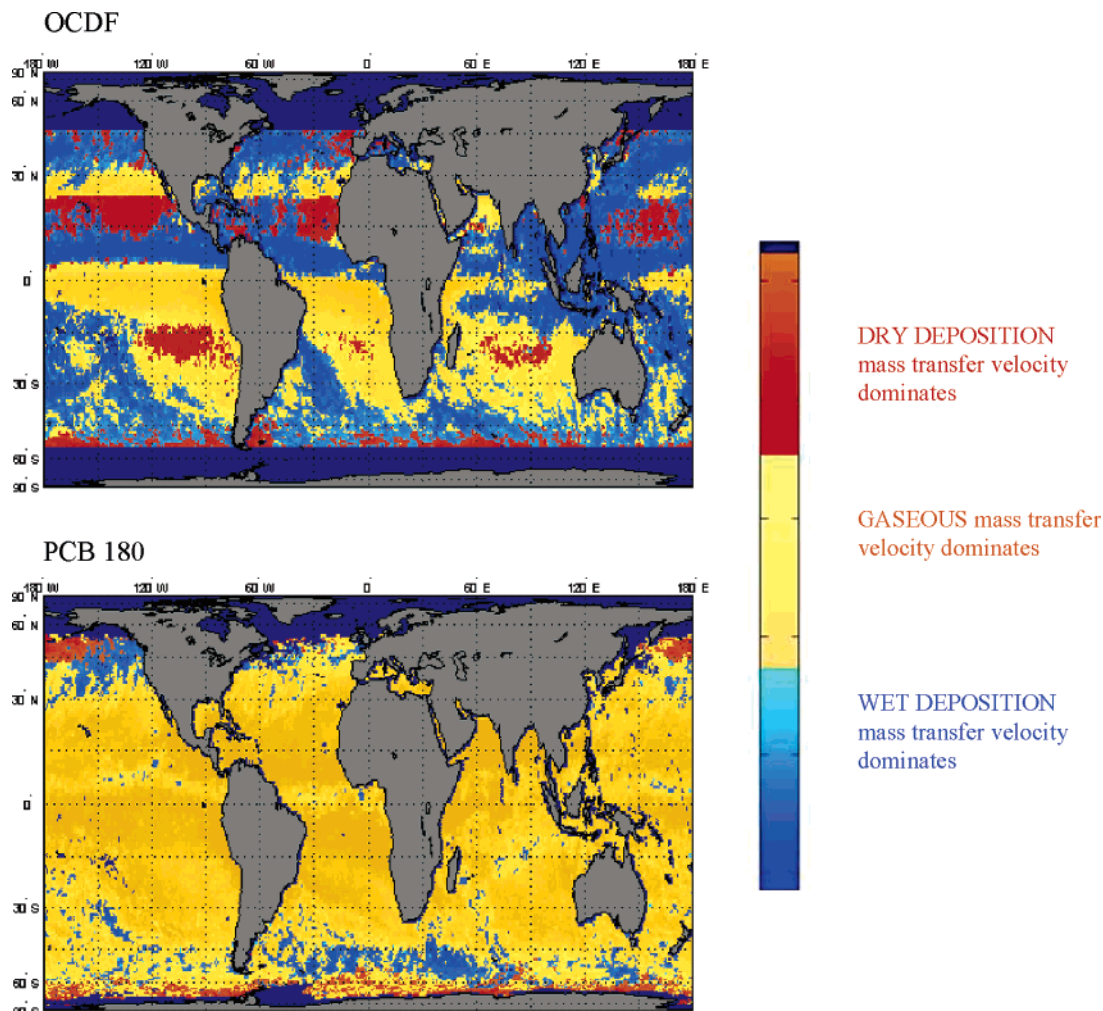 OCDF
180 W 120 W 60 W 0 60 E 120 E 180 E
90 N
60 N
30 N
0
30 S
60 S
90 S
PCB 180
180 W 120 W 60 W 0 60 E 120 E 180 E
90 N
60 N
30 N
0
30 S
60 S
90 S
DRY DEPOSITION
mass transfer velocity
dominates
GASEOUS mass transfer
velocity dominates
WET DEPOSITION
mass transfer velocity
dominates